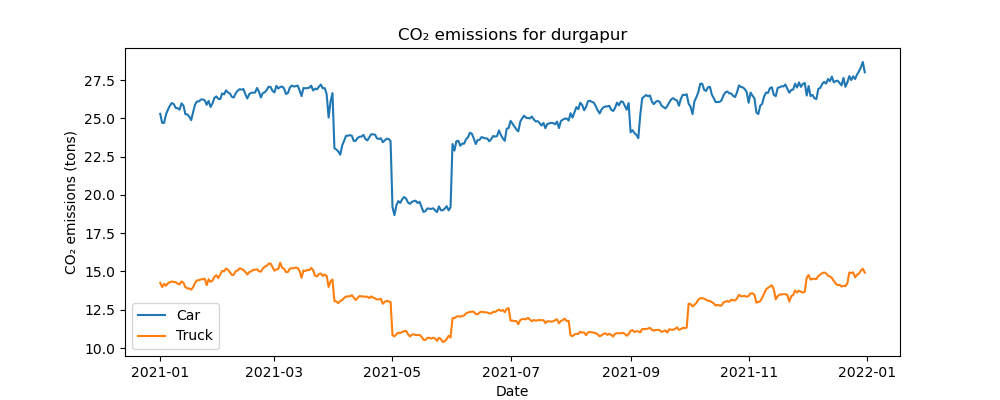 CO₂ emissions for durgapur
CO₂ emissions (tons)
27.5
25.0
22.5
20.0
17.5
15.0
12.5
10.0
Car
Truck
2021-01 2021-03 2021-05 2021-07 2021-09 2021-11 2022-01
Date